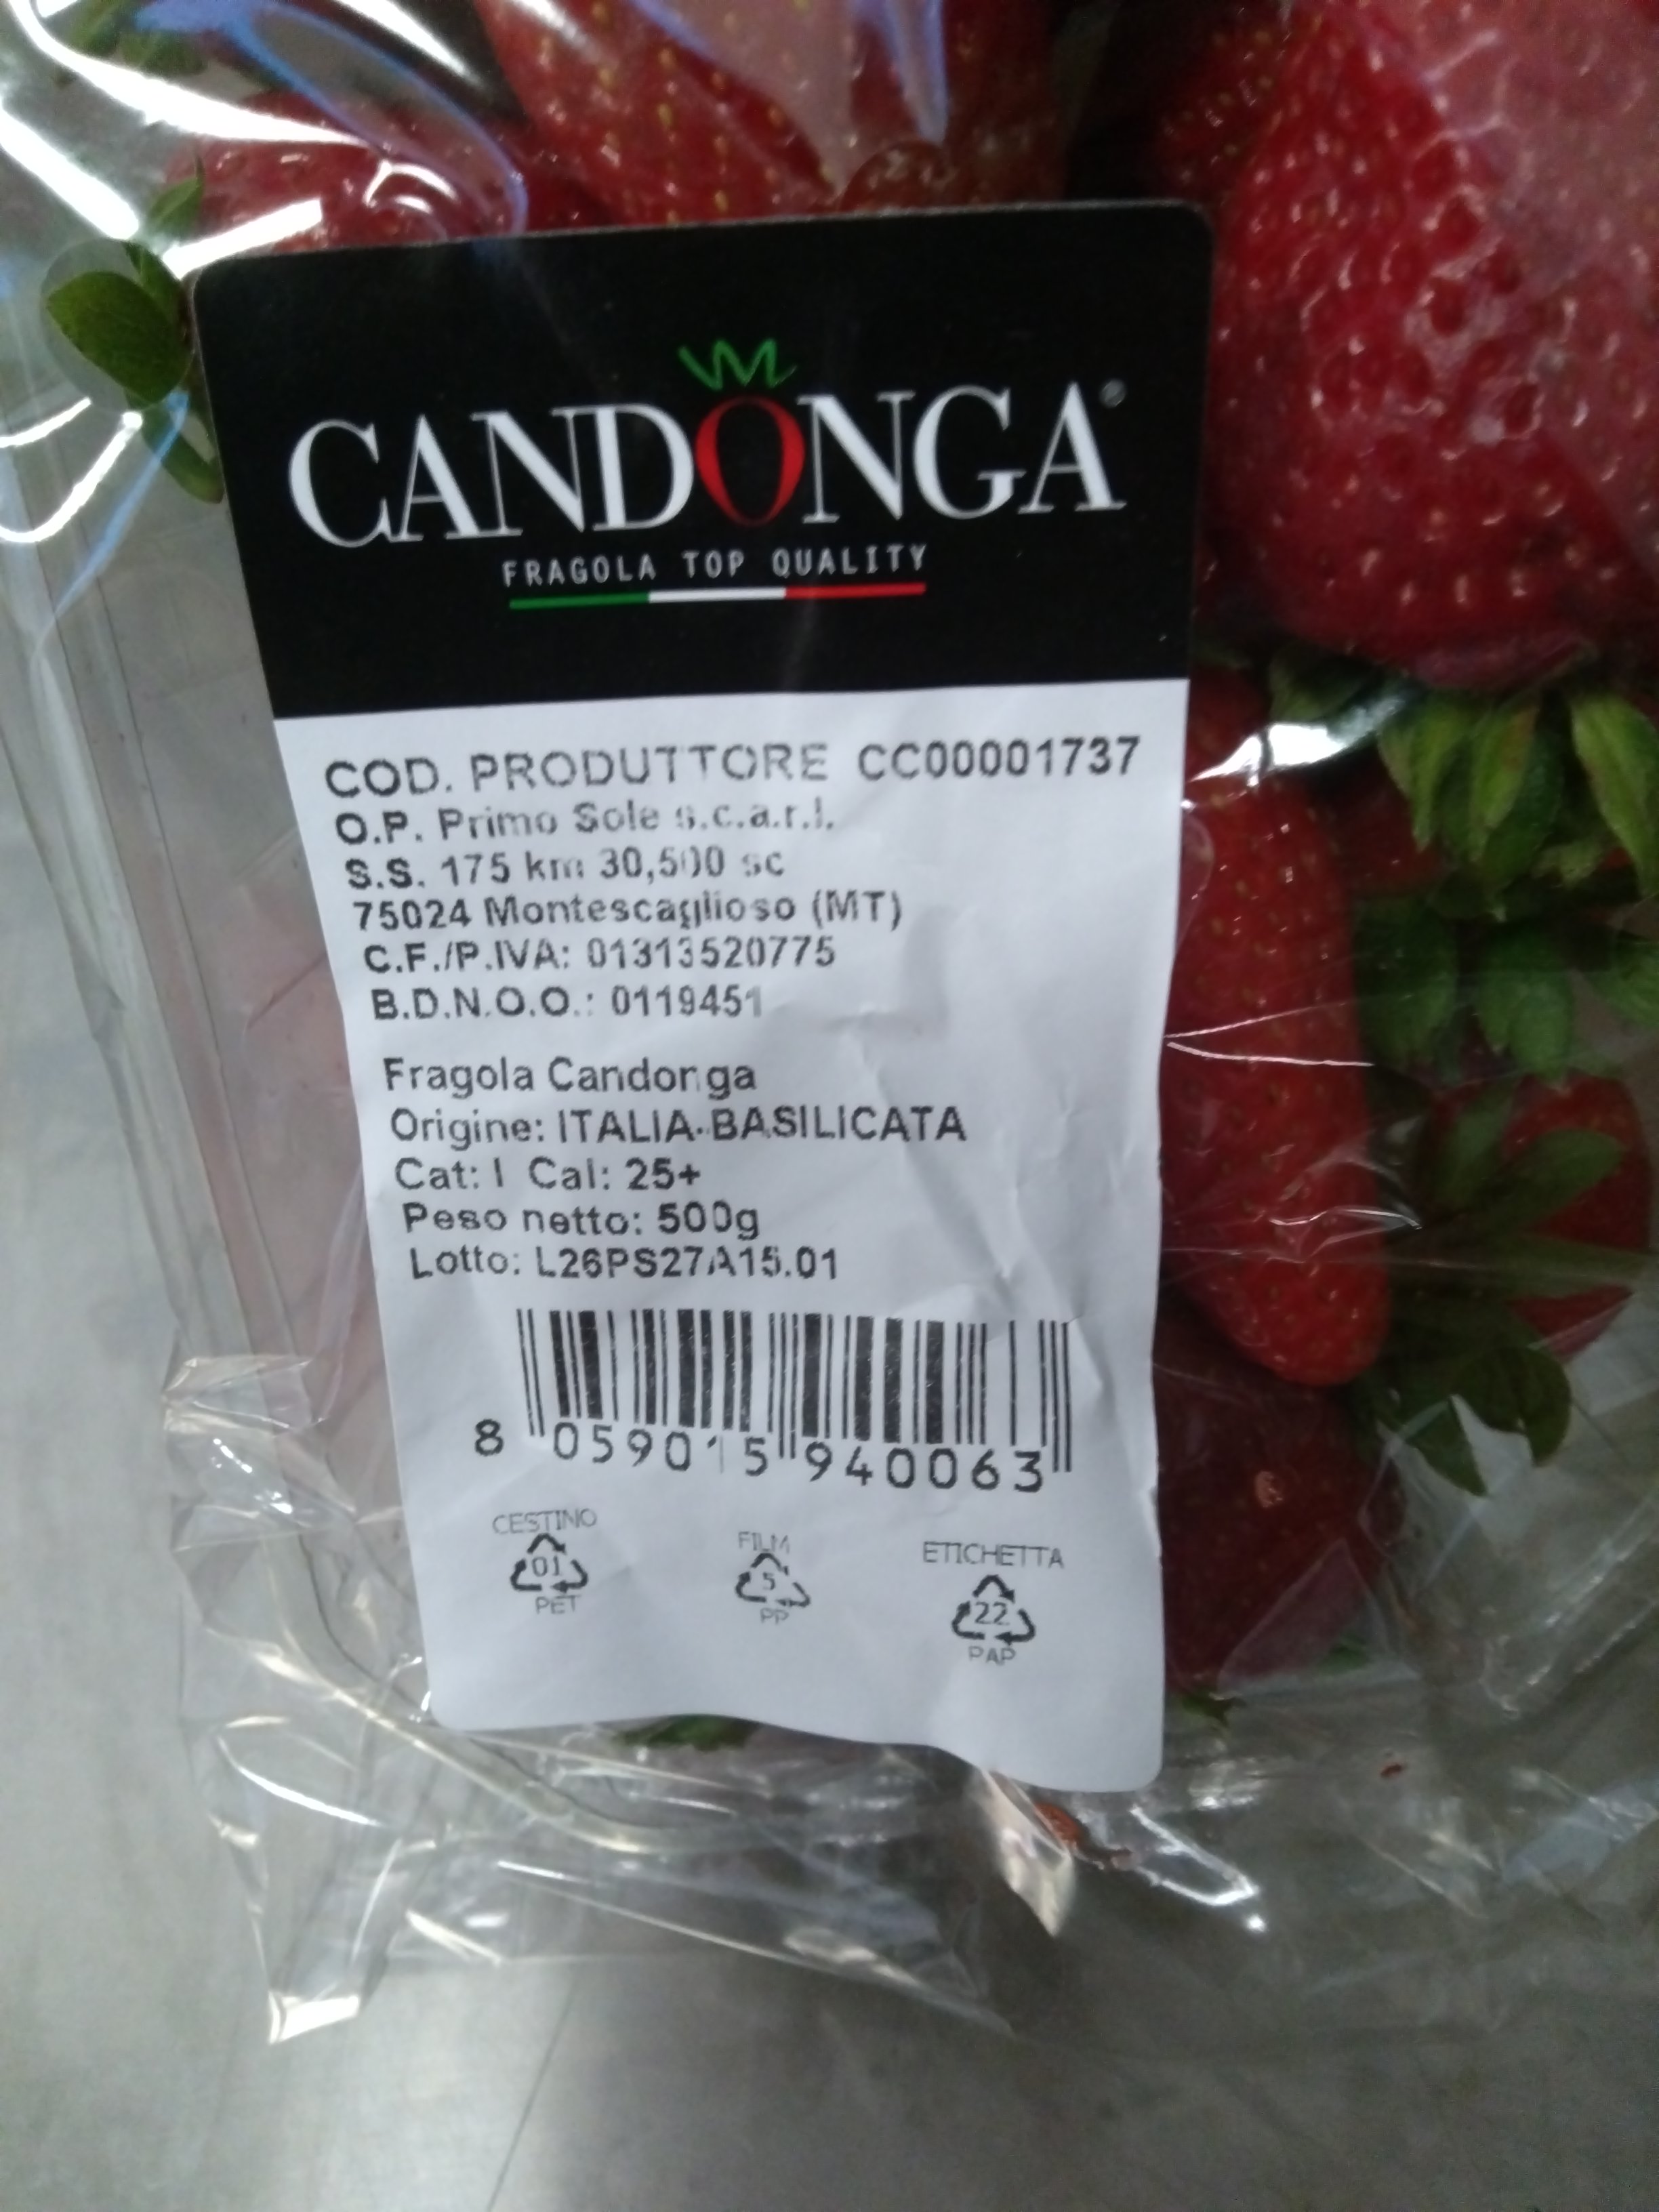 CANDONGA®
FRAGOLA TOP QUALITY
COD. PRODUTTORE CC00001737
O.P. Primo Sole s.c.a.r.l.
S.S. 175 km 30,500 sc
75024 Montescaglioso (MT)
C.F./P.IVA: 01313520775
B.D.N.O.O.: 0119451
Fragola Candonga
Origine: ITALIA-BASILICATA
Cat: I Cal: 25+
Peso netto: 500g
Lotto: L26PS27A15.01
8 059015 940063
CESTINO FILM ETICHETTA
01 5 22
PET PP PAP